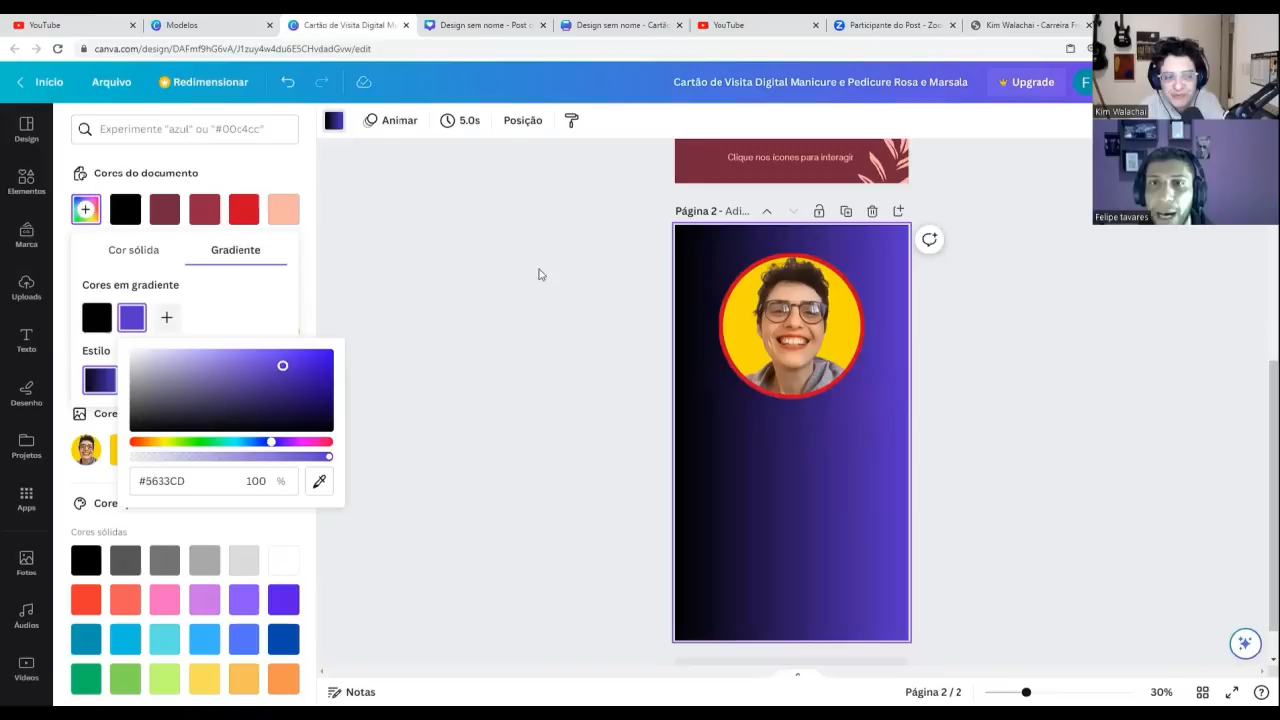 YouTube
Modelos
Cartão de Visita Digital M
Design sem nome - Post
Design sem nome - Cartão
YouTube
Participante do Post - Zoo
Kim Walachai - Carreira F
canva.com/design/DAFmf9hG6vA/J1zuy4w4du6E5CHvdadGvw/edit
Início
Arquivo
Redimensionar
Cartão de Visita Digital Manicure e Pedicure Rosa e Marsala
Upgrade
F
Kim Walachai
Felipe tavares
Design
Elementos
Marca
Uploads
Texto
Desenho
Projetos
Apps
Fotos
Áudios
Vídeos
Experimente "azul" ou "#00c4cc"
Animar
5.0s
Posição
Cores do documento
Cor sólida
Gradiente
Cores em gradiente
Estilo
Core
#5633CD
100 %
Core
Cores sólidas
Clique nos ícones para interagir
Página 2 - Adi...
Notas
Página 2 / 2
30%